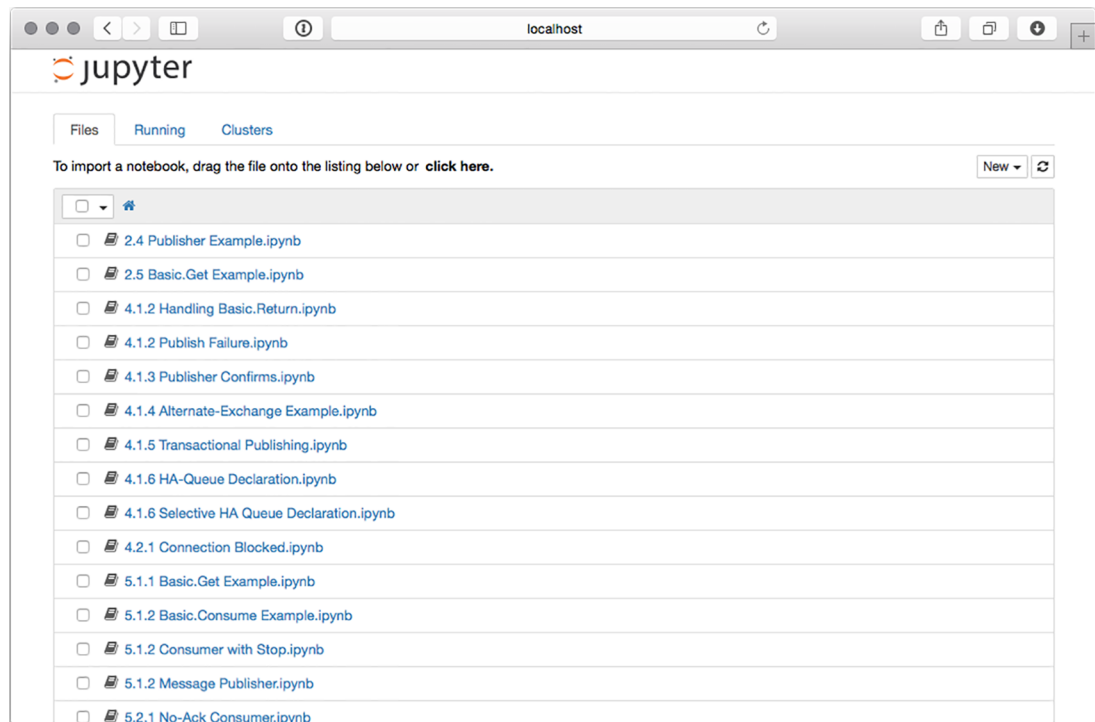 localhost
jupyter
Files Running Clusters
To import a notebook, drag the file onto the listing below or click here. New
2.4 Publisher Example.ipynb
2.5 Basic.Get Example.ipynb
4.1.2 Handling Basic.Return.ipynb
4.1.2 Publish Failure.ipynb
4.1.3 Publisher Confirms.ipynb
4.1.4 Alternate-Exchange Example.ipynb
4.1.5 Transactional Publishing.ipynb
4.1.6 HA-Queue Declaration.ipynb
4.1.6 Selective HA Queue Declaration.ipynb
4.2.1 Connection Blocked.ipynb
5.1.1 Basic.Get Example.ipynb
5.1.2 Basic.Consume Example.ipynb
5.1.2 Consumer with Stop.ipynb
5.1.2 Message Publisher.ipynb
5.2.1 No-Ack Consumer.ipynb